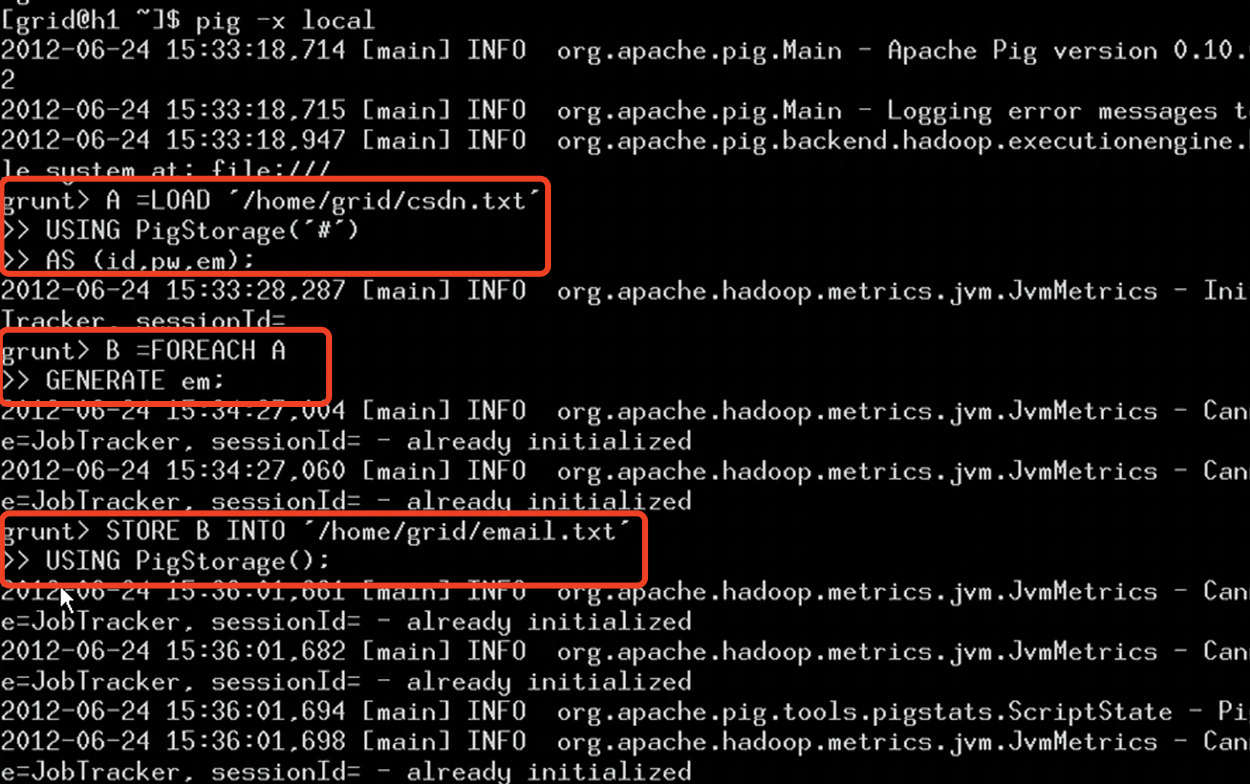 [grid@h1 ~]$ pig -x local
2012-06-24 15:33:18,714 [main] INFO  org.apache.pig.Main - Apache Pig version 0.10.
2
2012-06-24 15:33:18,715 [main] INFO  org.apache.pig.Main - Logging error messages t
2012-06-24 15:33:18,947 [main] INFO  org.apache.pig.backend.hadoop.executionengine.
le system at: file:///
grunt> A =LOAD ´/home/grid/csdn.txt´
>> USING PigStorage(´#´)
>> AS (id,pw,em);
2012-06-24 15:33:28,287 [main] INFO  org.apache.hadoop.metrics.jvm.JvmMetrics - Ini
Tracker, sessionId=
grunt> B =FOREACH A
>> GENERATE em;
2012-06-24 15:34:27,004 [main] INFO  org.apache.hadoop.metrics.jvm.JvmMetrics - Can
e=JobTracker, sessionId= - already initialized
2012-06-24 15:34:27,060 [main] INFO  org.apache.hadoop.metrics.jvm.JvmMetrics - Can
e=JobTracker, sessionId= - already initialized
grunt> STORE B INTO ´/home/grid/email.txt´
>> USING PigStorage();
2012-06-24 15:36:01,661 [main] INFO  org.apache.hadoop.metrics.jvm.JvmMetrics - Can
e=JobTracker, sessionId= - already initialized
2012-06-24 15:36:01,682 [main] INFO  org.apache.hadoop.metrics.jvm.JvmMetrics - Can
e=JobTracker, sessionId= - already initialized
2012-06-24 15:36:01,694 [main] INFO  org.apache.pig.tools.pigstats.ScriptState - Pi
2012-06-24 15:36:01,698 [main] INFO  org.apache.hadoop.metrics.jvm.JvmMetrics - Can
e=JobTracker, sessionId= - already initialized